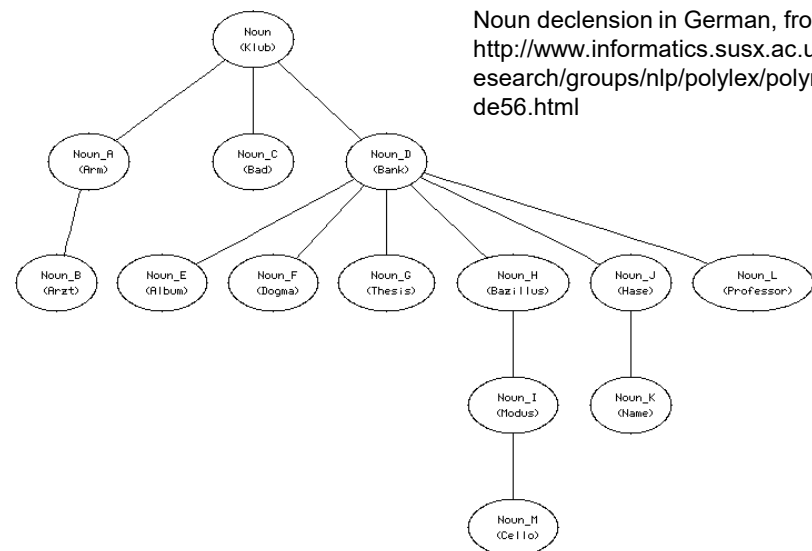 Noun declension in German, fro
http://www.informatics.susx.ac.u
esearch/groups/nlp/polylex/polyn
de56.html
Noun
(Klub)
Noun_A
(Arm)
Noun_C
(Bad)
Noun_D
(Bank)
Noun_B
(Arzt)
Noun_E
(Album)
Noun_F
(Dogma)
Noun_G
(Thesis)
Noun_H
(Bazillus)
Noun_J
(Hase)
Noun_L
(Professor)
Noun_I
(Modus)
Noun_K
(Name)
Noun_M
(Cello)